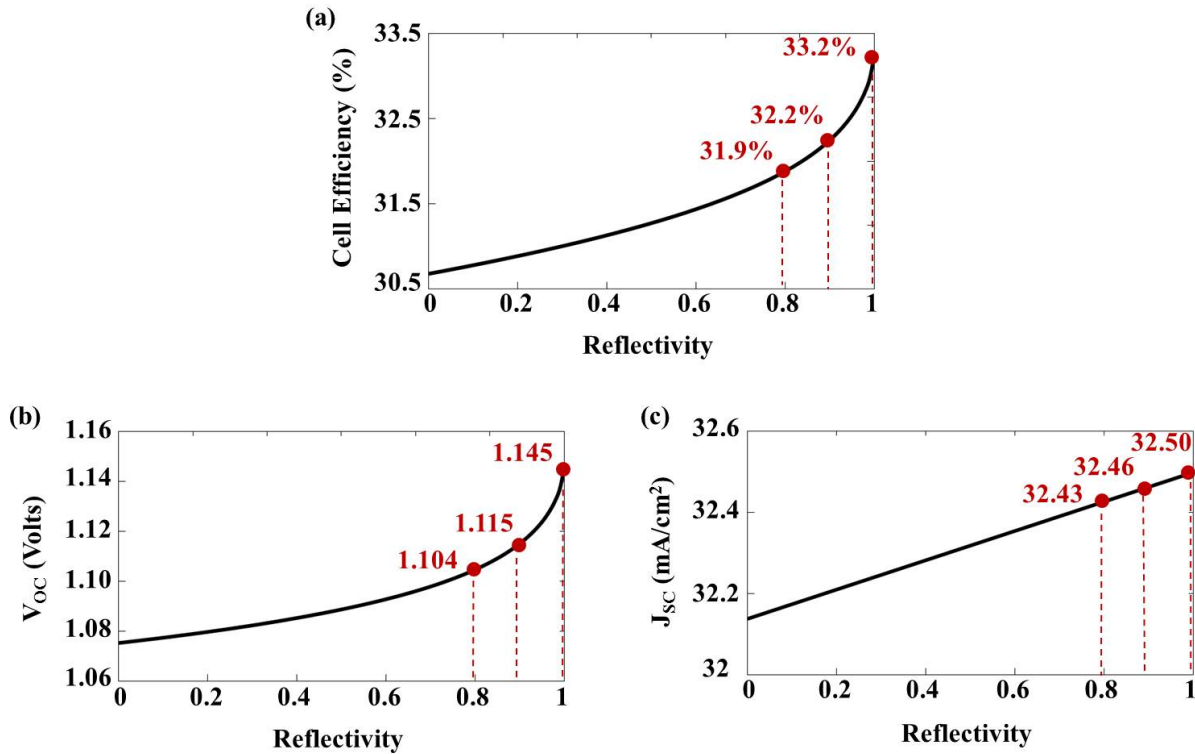 (a)
Cell Efficiency (%)
33.5
32.5
31.5
30.5
33.2%
32.2%
31.9%
0 0.2 0.4 0.6 0.8 1
Reflectivity
(b)
V_OC (Volts)
1.16
1.14
1.12
1.10
1.08
1.06
1.145
1.115
1.104
0 0.2 0.4 0.6 0.8 1
Reflectivity
(c)
J_SC (mA/cm²)
32.6
32.4
32.2
32
32.50
32.46
32.43
0 0.2 0.4 0.6 0.8 1
Reflectivity